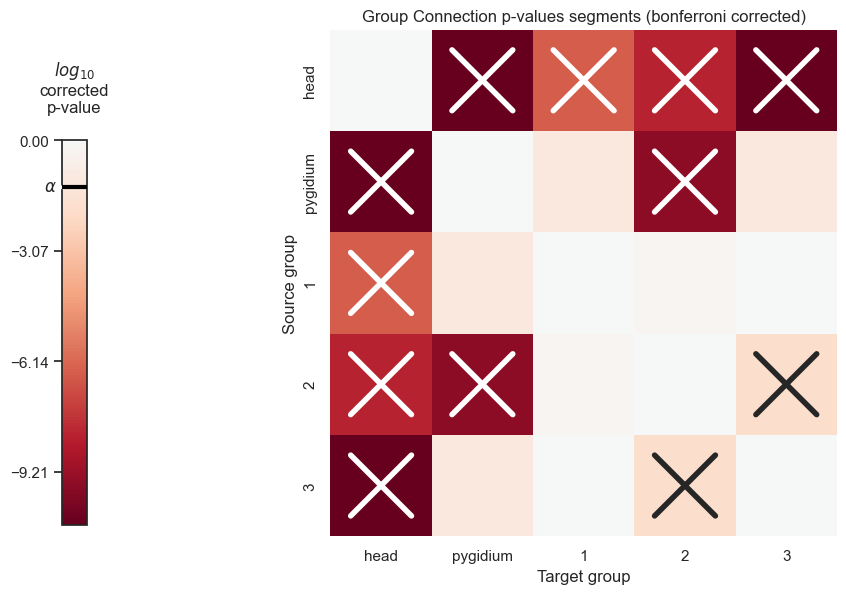 Group Connection p-values segments (bonferroni corrected)
log10
corrected
p-value
0.00
α
−3.07
−6.14
−9.21
Source group
head
pygidium
1
2
3
head pygidium 1 2 3
Target group